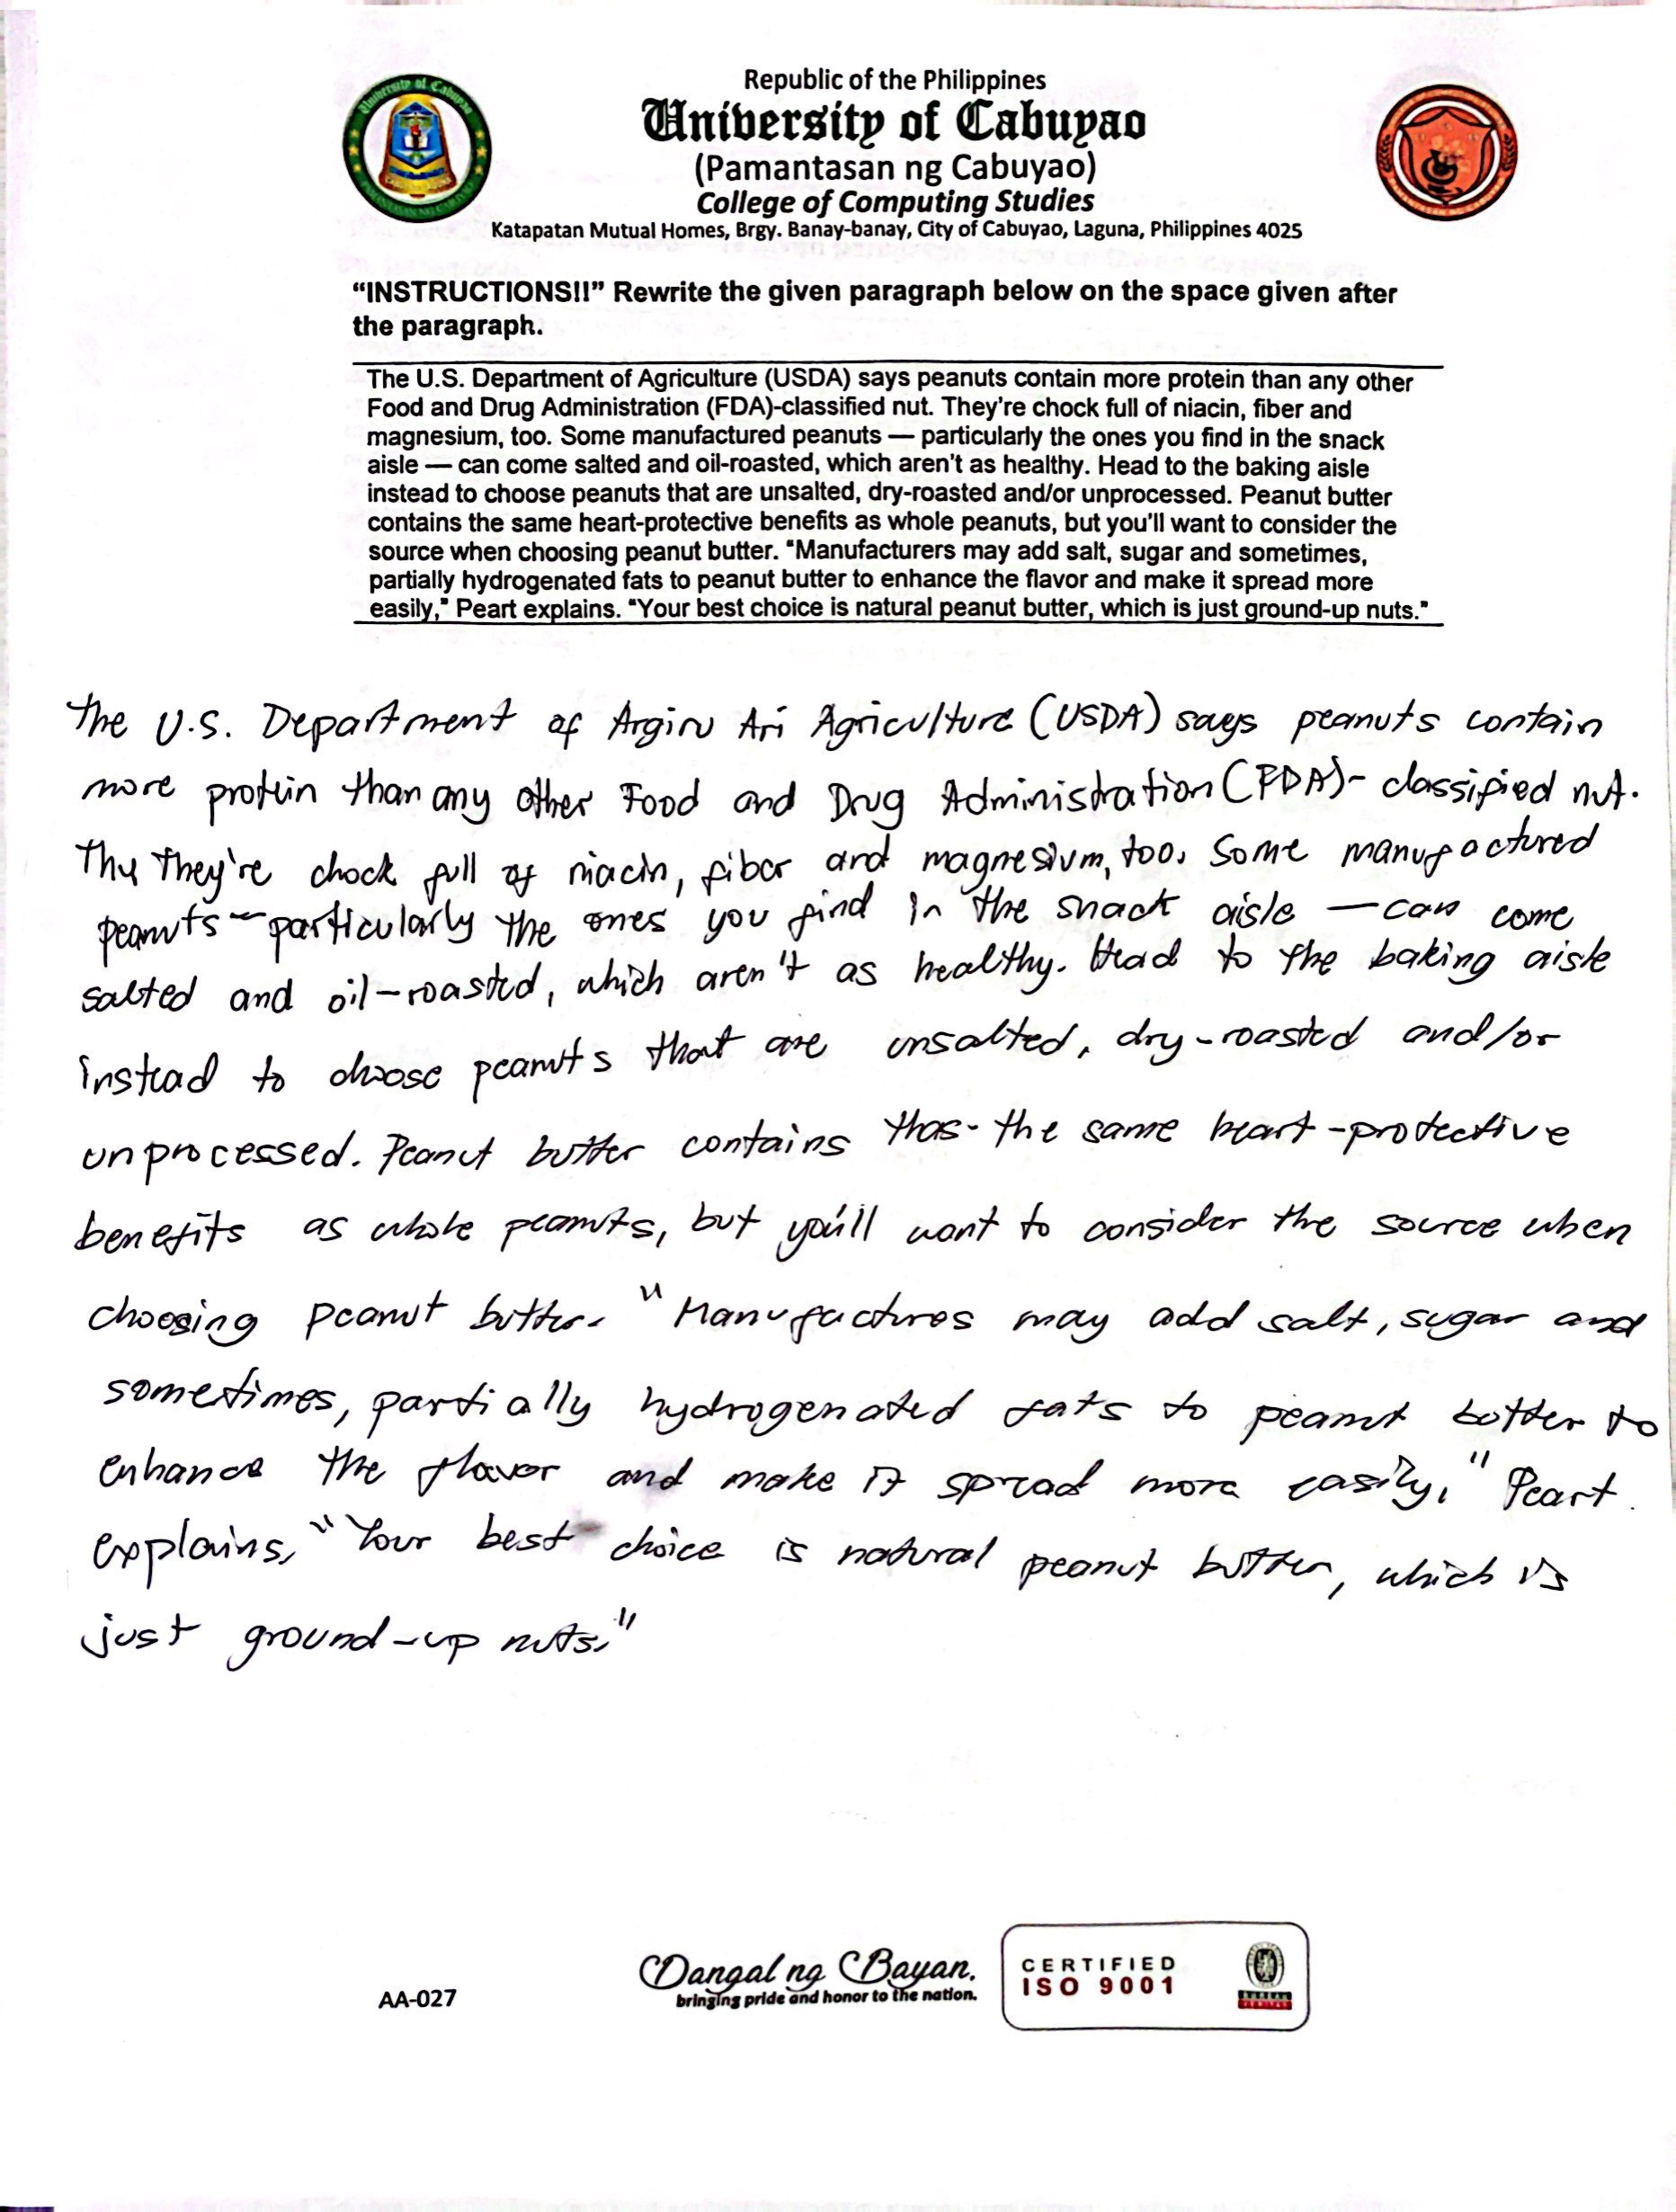 Republic of the Philippines
University of Cabuyao
(Pamantasan ng Cabuyao)
College of Computing Studies
Katapatan Mutual Homes, Brgy. Banay-banay, City of Cabuyao, Laguna, Philippines 4025
“INSTRUCTIONS!!” Rewrite the given paragraph below on the space given after
the paragraph.
The U.S. Department of Agriculture (USDA) says peanuts contain more protein than any other
Food and Drug Administration (FDA)-classified nut. They're chock full of niacin, fiber and
magnesium, too. Some manufactured peanuts — particularly the ones you find in the snack
aisle — can come salted and oil-roasted, which aren't as healthy. Head to the baking aisle
instead to choose peanuts that are unsalted, dry-roasted and/or unprocessed. Peanut butter
contains the same heart-protective benefits as whole peanuts, but you'll want to consider the
source when choosing peanut butter. “Manufacturers may add salt, sugar and sometimes,
partially hydrogenated fats to peanut butter to enhance the flavor and make it spread more
easily,” Peart explains. “Your best choice is natural peanut butter, which is just ground-up nuts.”
The U.S. Department of Argiru Ari Agriculture (USDA) says peanuts contain
more protein than any other Food and Drug Administration (FDA)- classified nut.
Thy They're chock full of niacin, fiber and magnesium, too. Some manufactured
peanuts — particularly the ones you find in the snack aisle — can come
salted and oil-roasted, which aren't as healthy. Head to the baking aisle
instead to choose peanuts that are unsalted, dry-roasted and/or
unprocessed. Peanut butter contains thas- the same heart-protective
benefits as whole peanuts, but you'll want to consider the source when
choosing peanut butter. "Manufactures may add salt, sugar and
sometimes, partially hydrogenated fats to peanut butter to
enhance the flavor and make it spread more easily," Peart
explains, "Your best choice is natural peanut butter, which is
just ground-up nuts."
AA-027
Dangal ng Bayan.
bringing pride and honor to the nation.
CERTIFIED
ISO 9001